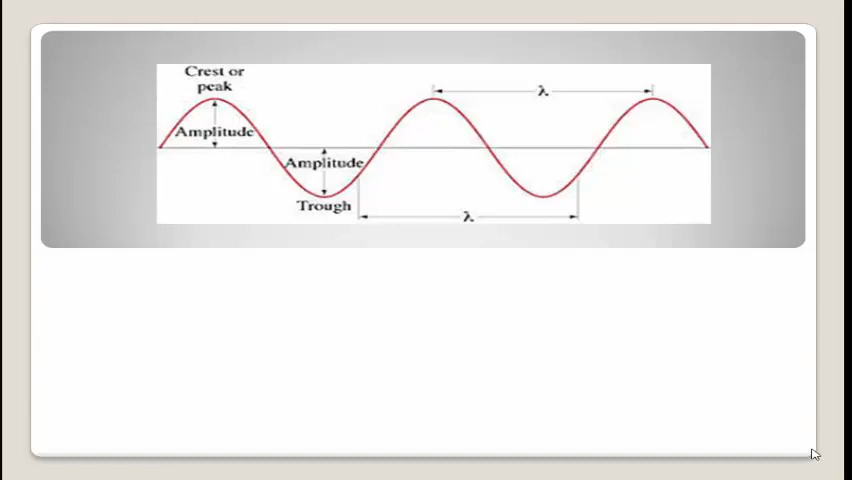 Crest or
peak
λ
Amplitude
Amplitude
Trough
λ